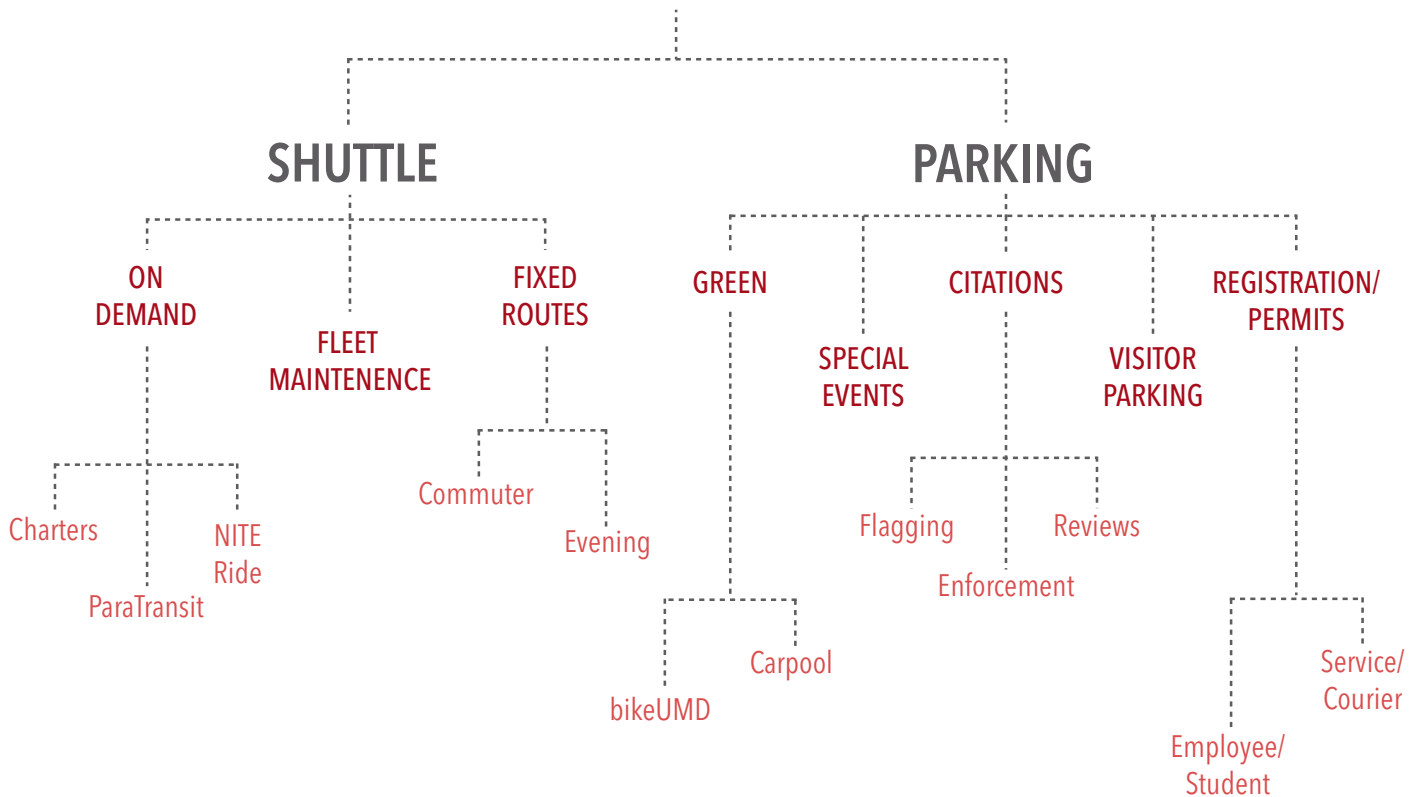 SHUTTLE
PARKING
ON
DEMAND
FLEET
MAINTENENCE
FIXED
ROUTES
GREEN
SPECIAL
EVENTS
CITATIONS
VISITOR
PARKING
REGISTRATION/
PERMITS
Charters
ParaTransit
NITE
Ride
Commuter
Evening
bikeUMD
Carpool
Flagging
Enforcement
Reviews
Employee/
Student
Service/
Courier